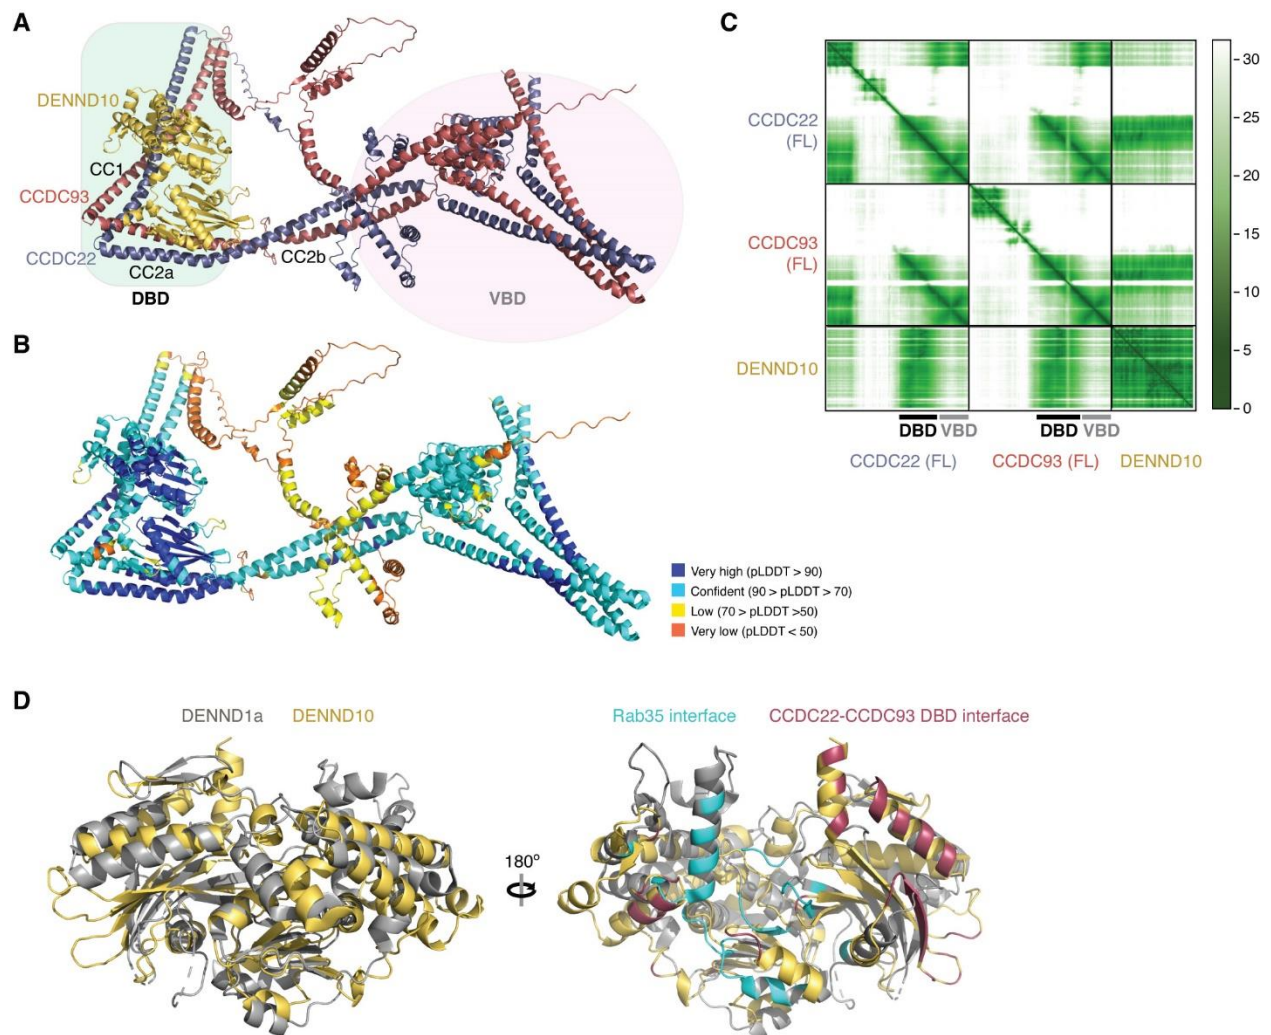 A
DENND10
CC1
CCDC93
CCDC22
CC2a
DBD
CC2b
VBD
B
Very high (pLDDT > 90)
Confident (90 > pLDDT > 70)
Low (70 > pLDDT >50)
Very low (pLDDT < 50)
C
CCDC22
(FL)
CCDC93
(FL)
DENND10
DBD VBD DBD VBD
CCDC22 (FL) CCDC93 (FL) DENND10
30
25
20
15
10
5
0
D
DENND1a DENND10
180°
Rab35 interface CCDC22-CCDC93 DBD interface